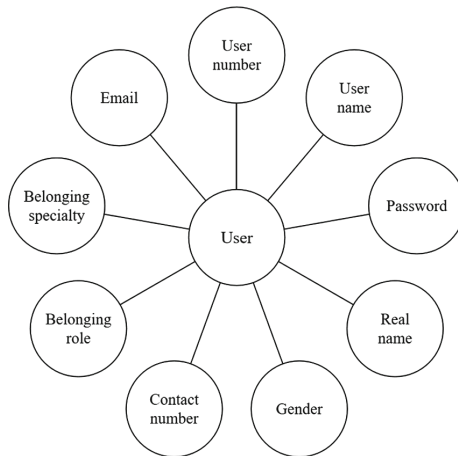 User
number
Email
User
name
Belonging
specialty
Password
User
Belonging
role
Real
name
Contact
number
Gender